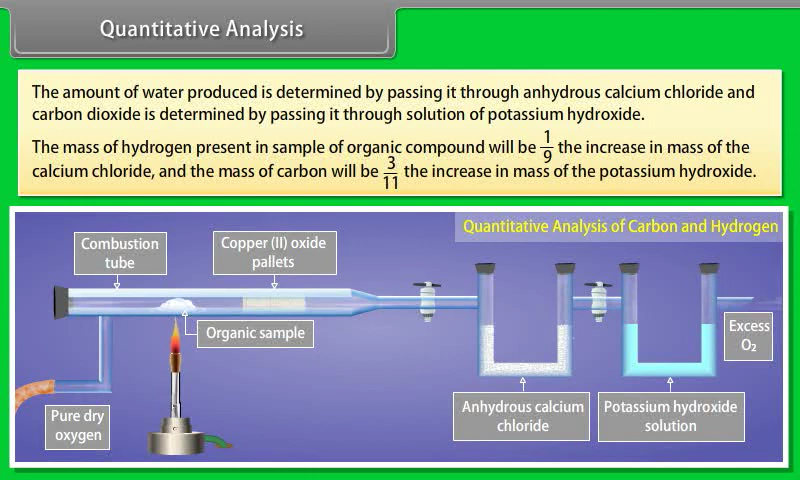 Quantitative Analysis
The amount of water produced is determined by passing it through anhydrous calcium chloride and
carbon dioxide is determined by passing it through solution of potassium hydroxide.
The mass of hydrogen present in sample of organic compound will be 1/9 the increase in mass of the
calcium chloride, and the mass of carbon will be 3/11 the increase in mass of the potassium hydroxide.
Quantitative Analysis of Carbon and Hydrogen
Combustion
tube
Copper (II) oxide
pallets
Organic sample
Excess
O₂
Pure dry
oxygen
Anhydrous calcium
chloride
Potassium hydroxide
solution